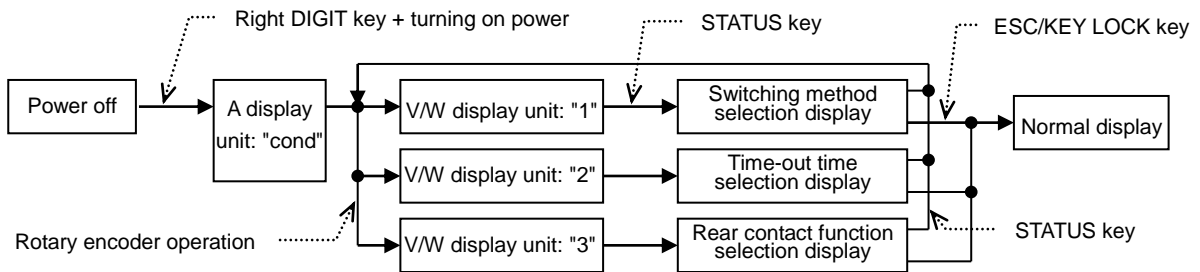 Right DIGIT key + turning on power
STATUS key
ESC/KEY LOCK key
Power off
A display
unit: "cond"
V/W display unit: "1"
Switching method
selection display
Normal display
V/W display unit: "2"
Time-out time
selection display
Rotary encoder operation
V/W display unit: "3"
Rear contact function
selection display
STATUS key